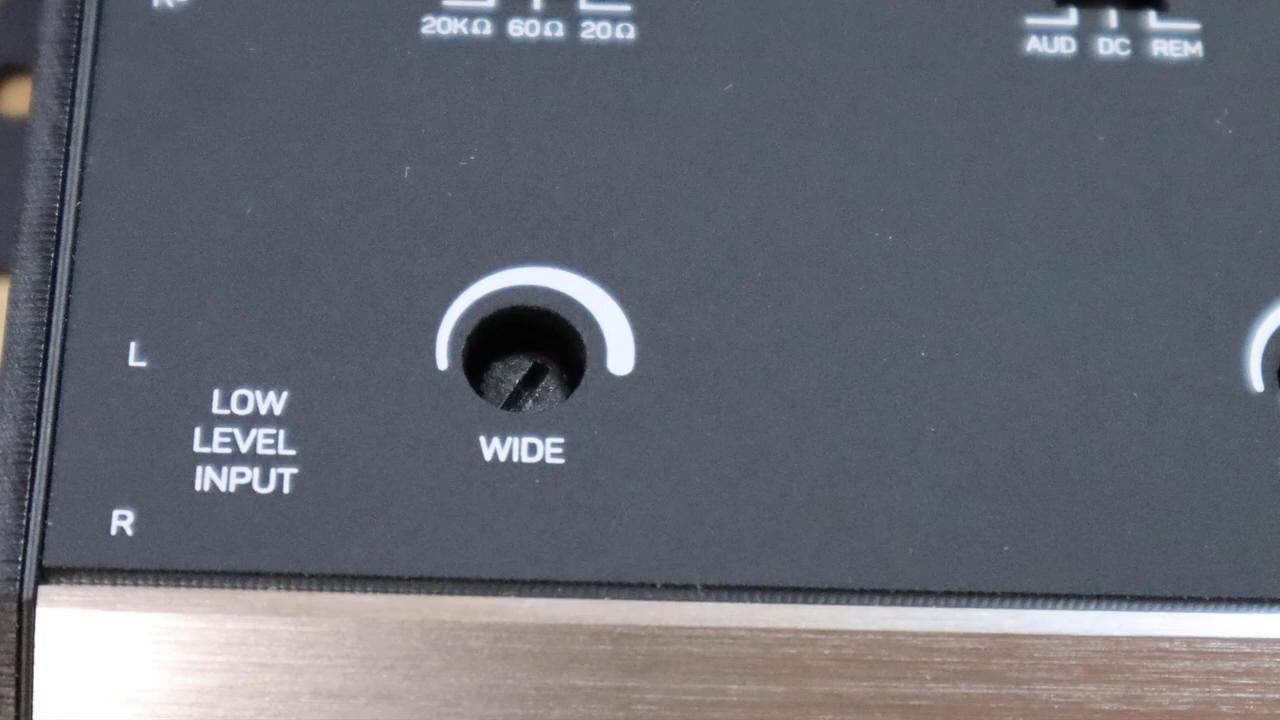 20KΩ 60Ω 20Ω
AUD DC REM
L
LOW
LEVEL
INPUT
WIDE
R